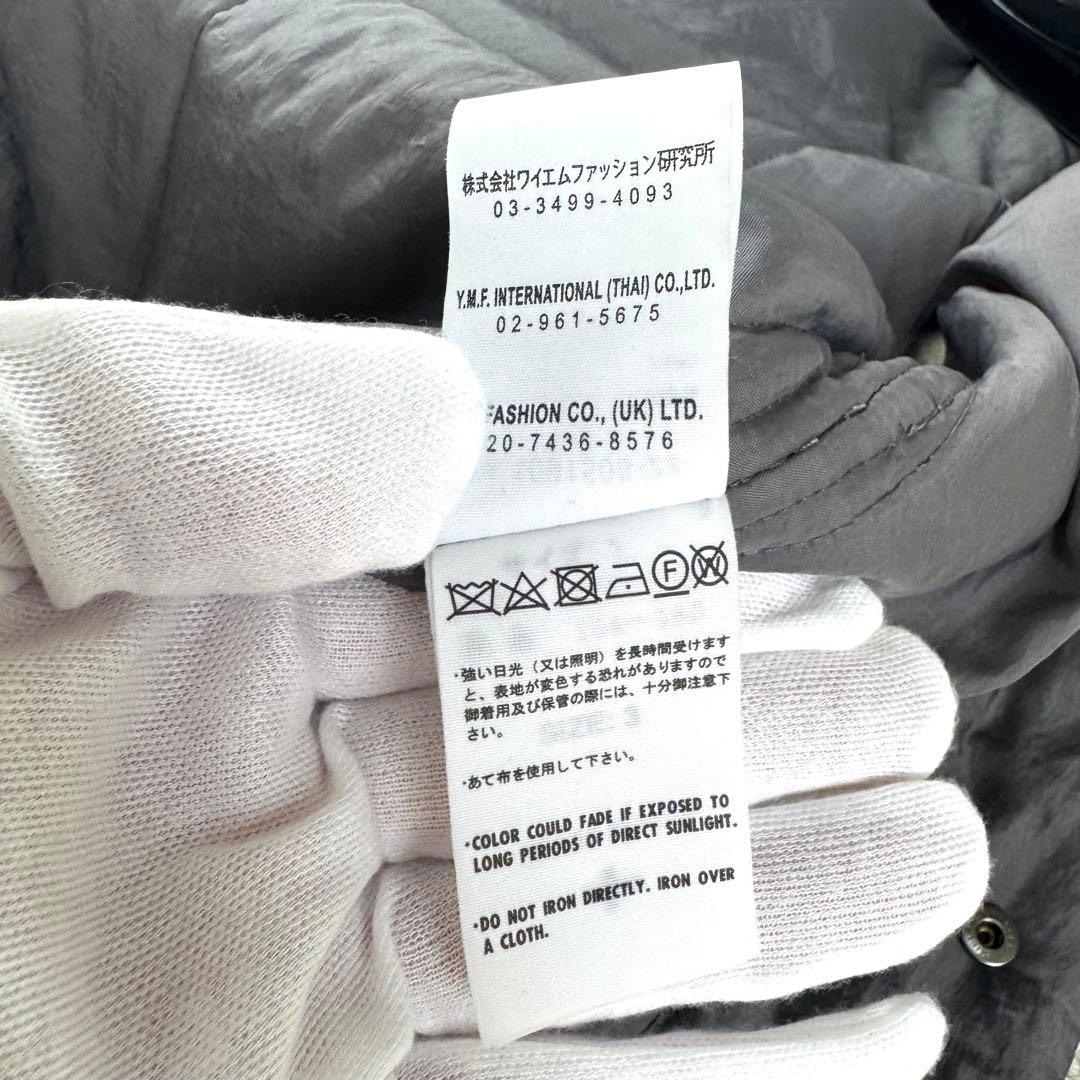 株式会社ワイエムファッション研究所
03-3499-4093
Y.M.F. INTERNATIONAL (THAI) CO.,LTD.
02-961-5675
FASHION CO., (UK) LTD.
20-7436-8576
F W
・強い日光（又は照明）を長時間受けます
と、表地が変色する恐れがありますので
御着用及び保管の際には、十分御注意下
さい。
・あて布を使用して下さい。
・COLOR COULD FADE IF EXPOSED TO
LONG PERIODS OF DIRECT SUNLIGHT.
・DO NOT IRON DIRECTLY. IRON OVER
A CLOTH.